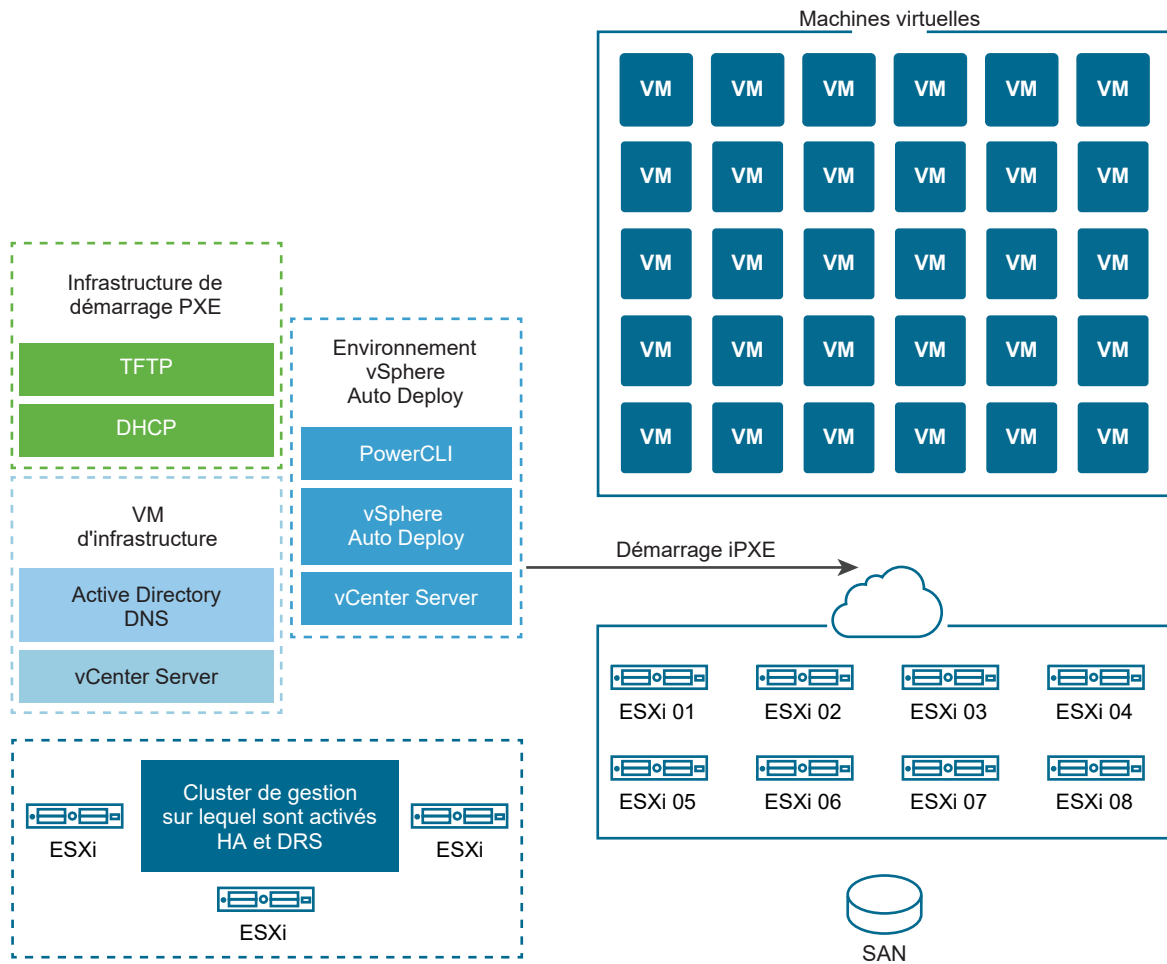 Machines virtuelles
VM VM VM VM VM VM
VM VM VM VM VM VM
VM VM VM VM VM VM
VM VM VM VM VM VM
VM VM VM VM VM VM
Infrastructure de
démarrage PXE
TFTP
DHCP
Environnement
vSphere
Auto Deploy
PowerCLI
vSphere
Auto Deploy
vCenter Server
VM
d'infrastructure
Active Directory
DNS
vCenter Server
Démarrage iPXE
ESXi 01 ESXi 02 ESXi 03 ESXi 04
ESXi 05 ESXi 06 ESXi 07 ESXi 08
Cluster de gestion
sur lequel sont activés
HA et DRS
ESXi
ESXi
ESXi
SAN